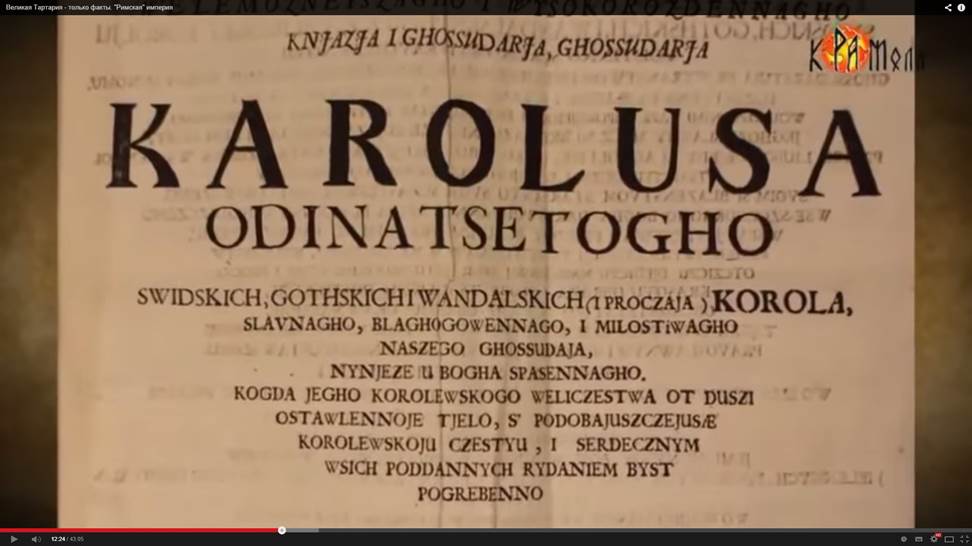 Великая Тартария - только факты. "Римская" империя
KNJAZJA I GHOSSUDARJA, GHOSSUDARJA
КРАМола
KAROLUSA
ODINATSETOGHO
SWIDSKICH, GOTHSKICH I WANDALSKICH (I PROCZAJA), KOROLA,
SLAVNAGHO, BLAGHOGOWENNAGO, I MILOSTIWAGHO
NASZEGO GHOSSUDAJA,
NYNJEZE U BOGHA SPASENNAGHO.
KOGDA JEGHO KOROLEWSKOGO WELICZESTWA OT DUSZI
OSTAWLENNOJE TJELO, S' PODOBAJUSZCZEJUSÆ
KOROLEWSKOJU CZESTYU, I SERDECZNYM
WSICH PODDANNYCH RYDANIEM BYST
POGREBENNO
12:24 / 43:05